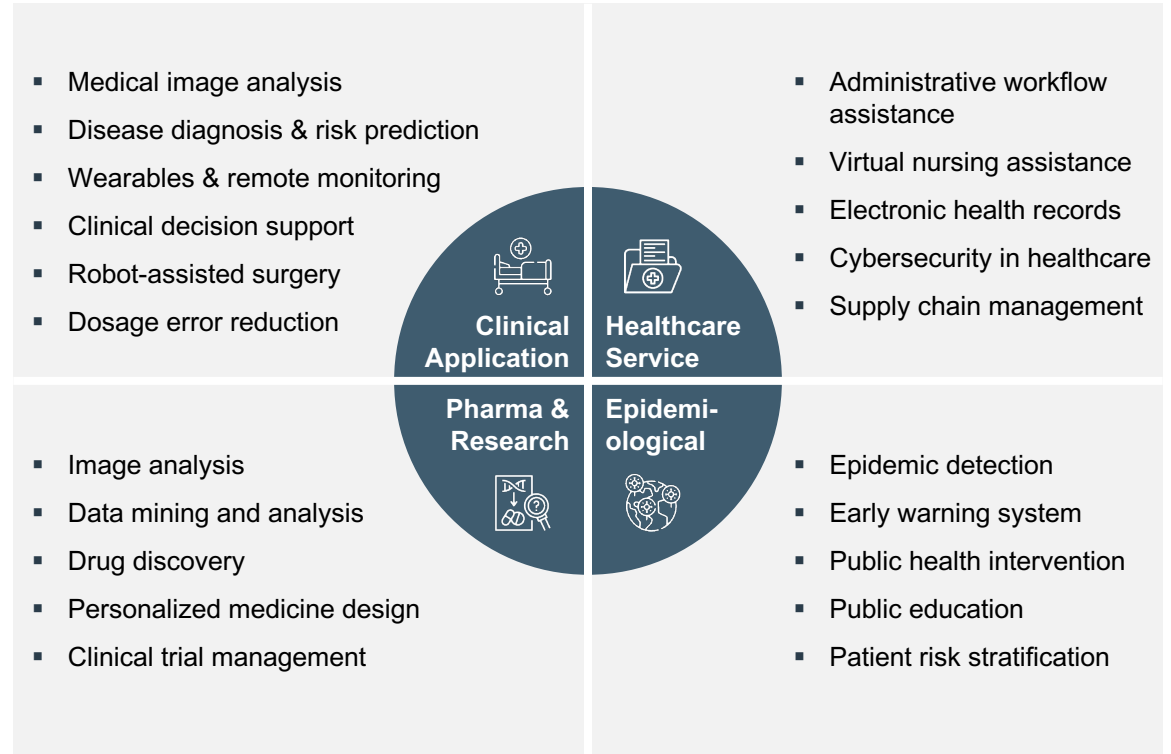 Medical image analysis
Disease diagnosis & risk prediction
Wearables & remote monitoring
Clinical decision support
Robot-assisted surgery
Dosage error reduction
Clinical
Application
Administrative workflow
assistance
Virtual nursing assistance
Electronic health records
Cybersecurity in healthcare
Supply chain management
Healthcare
Service
Pharma &
Research
Image analysis
Data mining and analysis
Drug discovery
Personalized medicine design
Clinical trial management
Epidemi-
ological
Epidemic detection
Early warning system
Public health intervention
Public education
Patient risk stratification